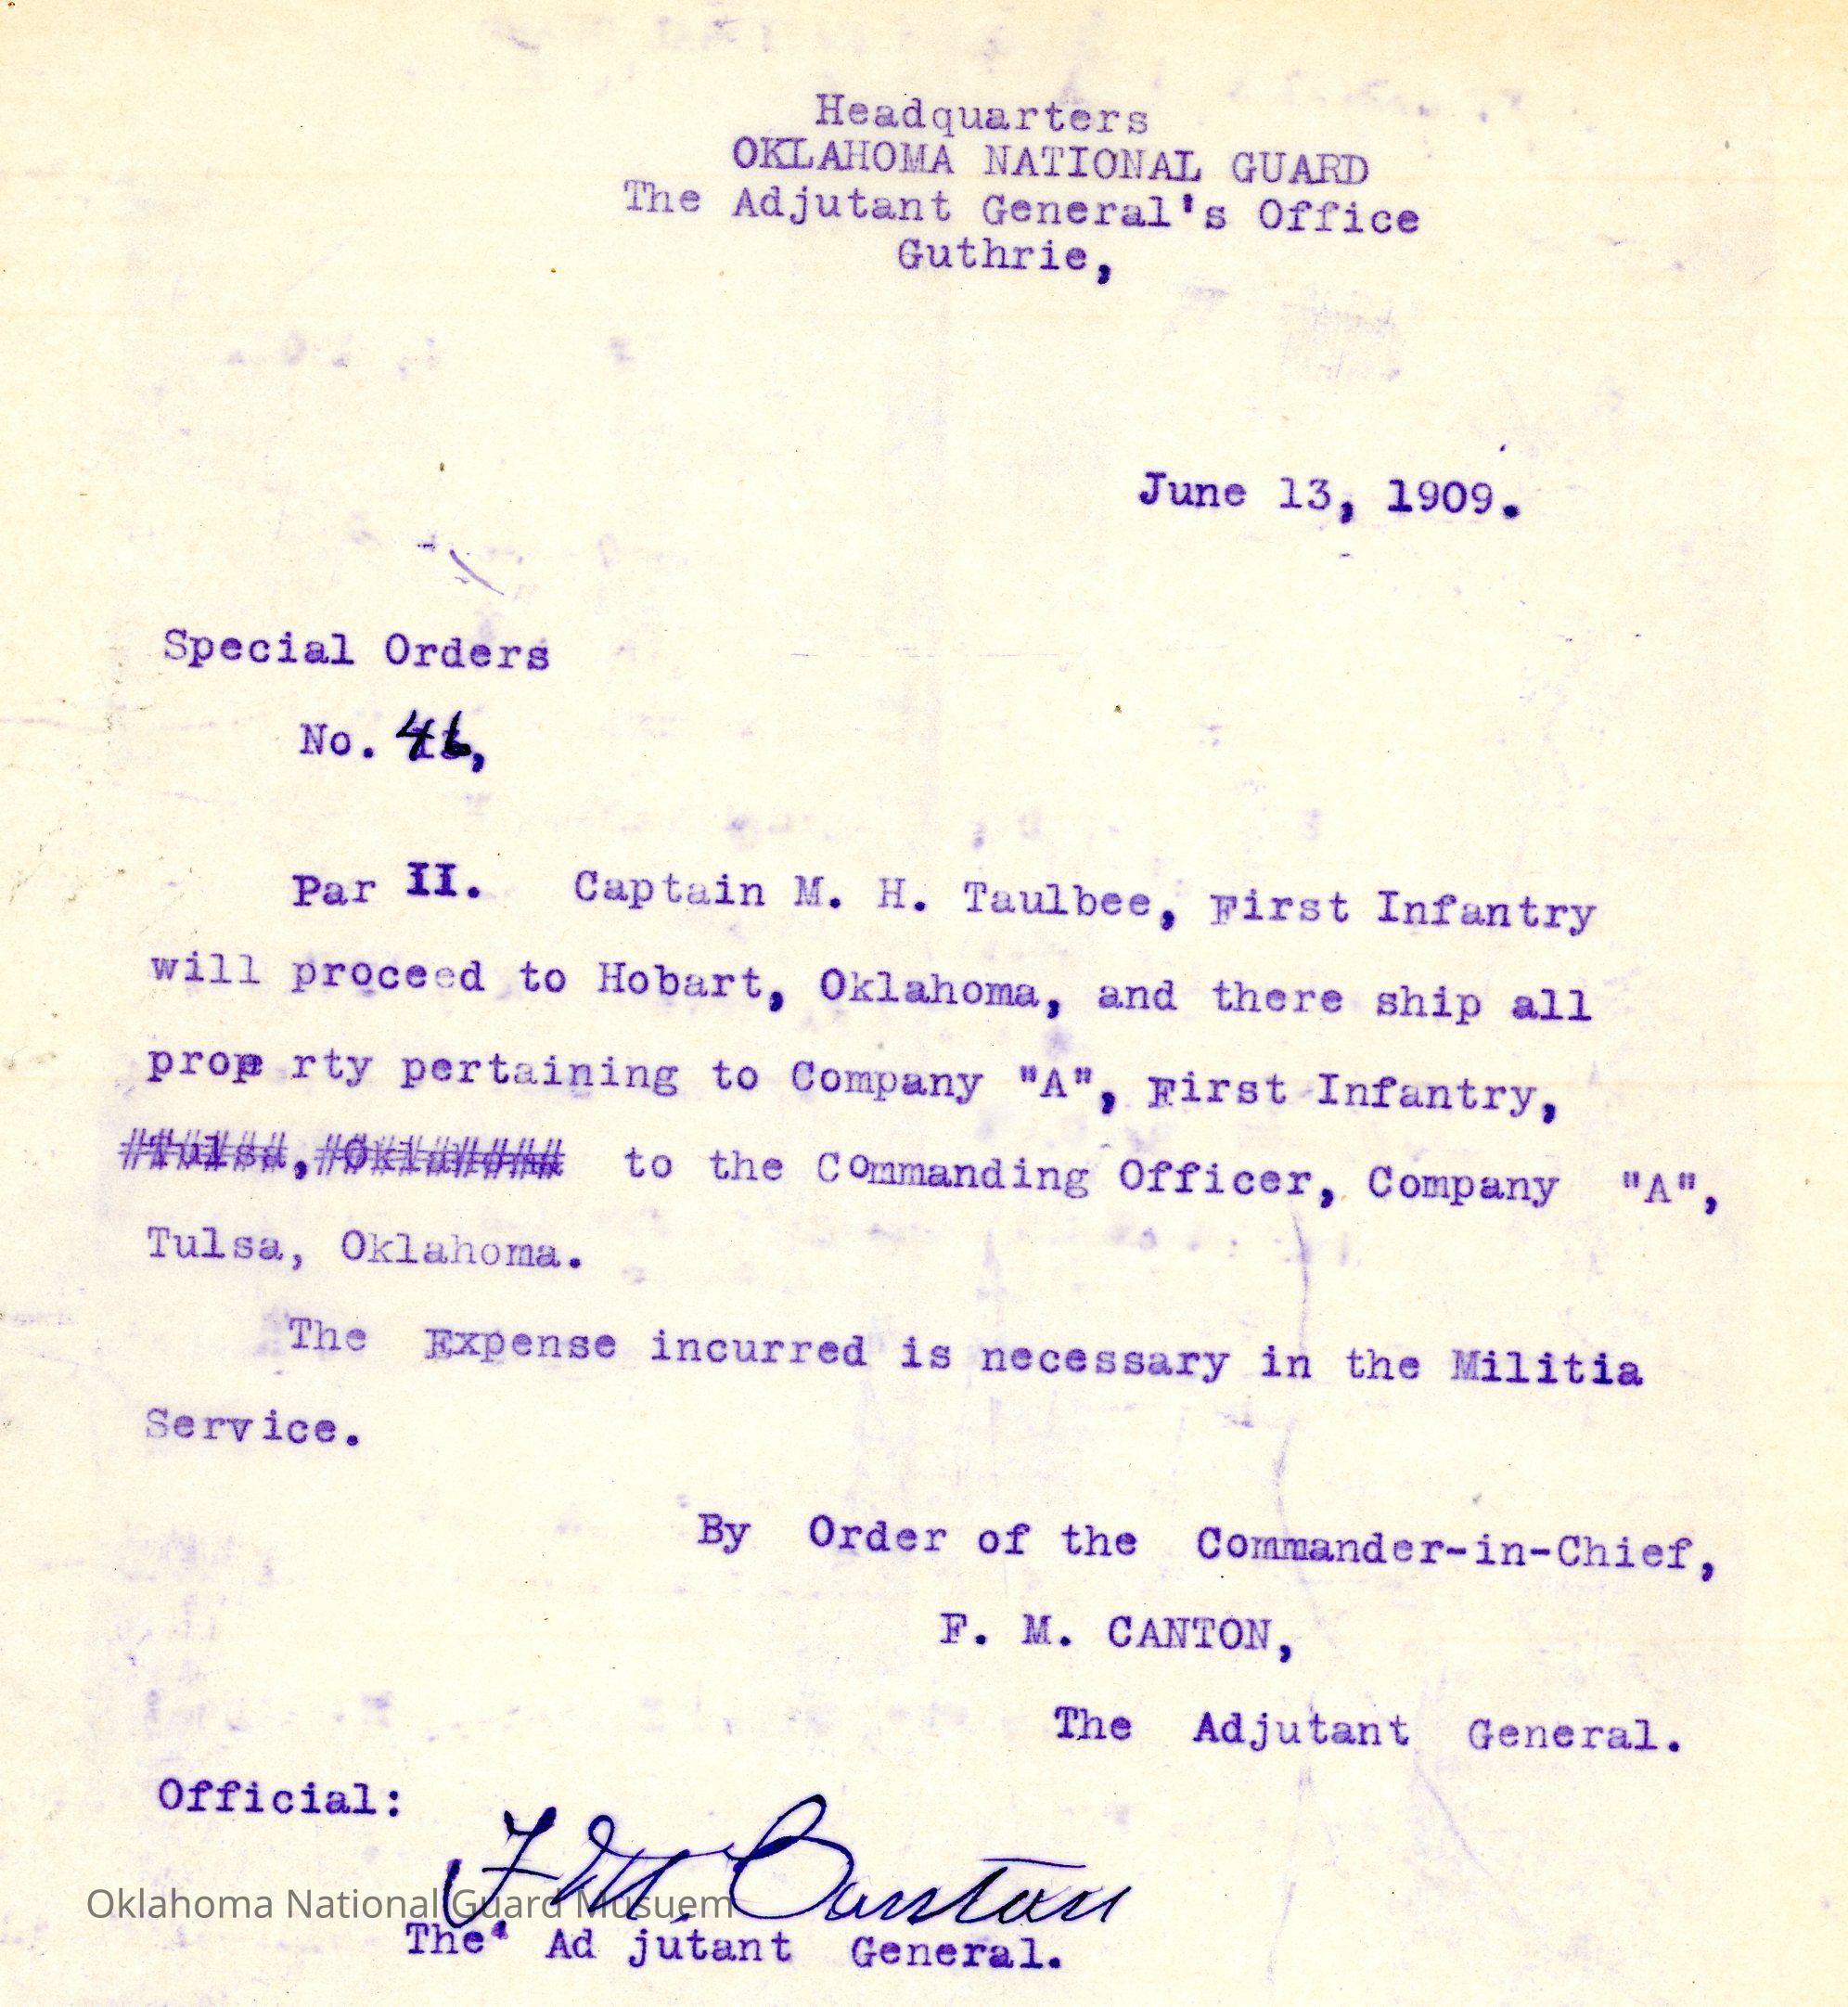 Headquarters
OKLAHOMA NATIONAL GUARD
The Adjutant General's Office
Guthrie,
June 13, 1909.
Special Orders
No. 46,
Par II. Captain M. H. Taulbee, First Infantry
will proceed to Hobart, Oklahoma, and there ship all
prope rty pertaining to Company "A", First Infantry,
Tulsa, Oklahoma to the Commanding Officer, Company "A",
Tulsa, Oklahoma.
The Expense incurred is necessary in the Militia
Service.
By Order of the Commander-in-Chief,
F. M. CANTON,
The Adjutant General.
Official:
F M Canton
Oklahoma National Guard Musuem
The Ad jutant General.